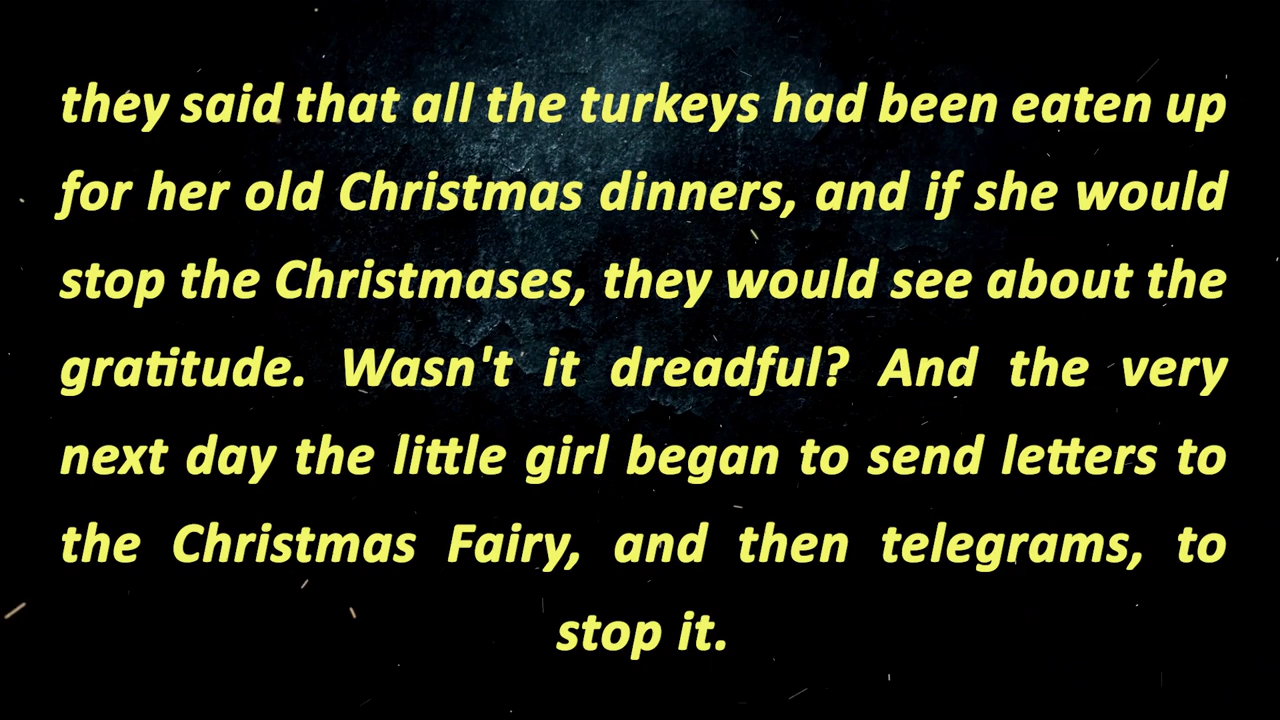 they said that all the turkeys had been eaten up
for her old Christmas dinners, and if she would
stop the Christmases, they would see about the
gratitude. Wasn't it dreadful? And the very
next day the little girl began to send letters to
the Christmas Fairy, and then telegrams, to
stop it.